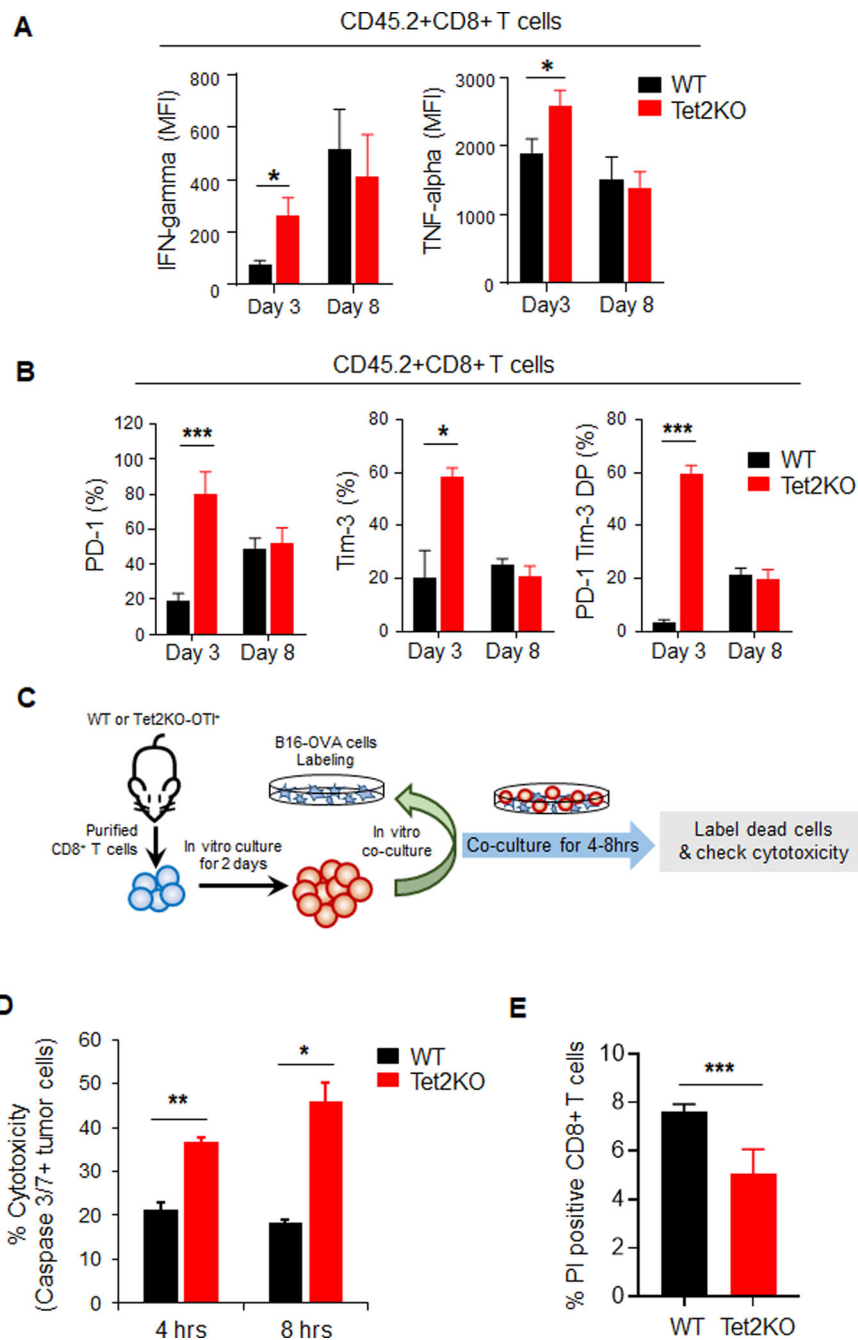 A
CD45.2+CD8+ T cells
IFN-gamma (MFI)
800
600
400
200
0
*
Day 3 Day 8
TNF-alpha (MFI)
3000
2000
1000
0
*
Day3 Day 8
WT
Tet2KO
B
CD45.2+CD8+ T cells
PD-1 (%)
120
100
80
60
40
20
0
***
Day 3 Day 8
Tim-3 (%)
80
60
40
20
0
*
Day 3 Day 8
PD-1 Tim-3 DP (%)
80
60
40
20
0
***
Day 3 Day 8
WT
Tet2KO
C
WT or Tet2KO-OTI+
Purified
CD8+ T cells
In vitro culture
for 2 days
B16-OVA cells
Labeling
In vitro
co-culture
Co-culture for 4-8hrs
Label dead cells
& check cytotoxicity
D
% Cytotoxicity
(Caspase 3/7+ tumor cells)
60
50
40
30
20
10
0
**
*
4 hrs 8 hrs
WT
Tet2KO
E
% PI positive CD8+ T cells
10
8
6
4
2
0
***
WT Tet2KO